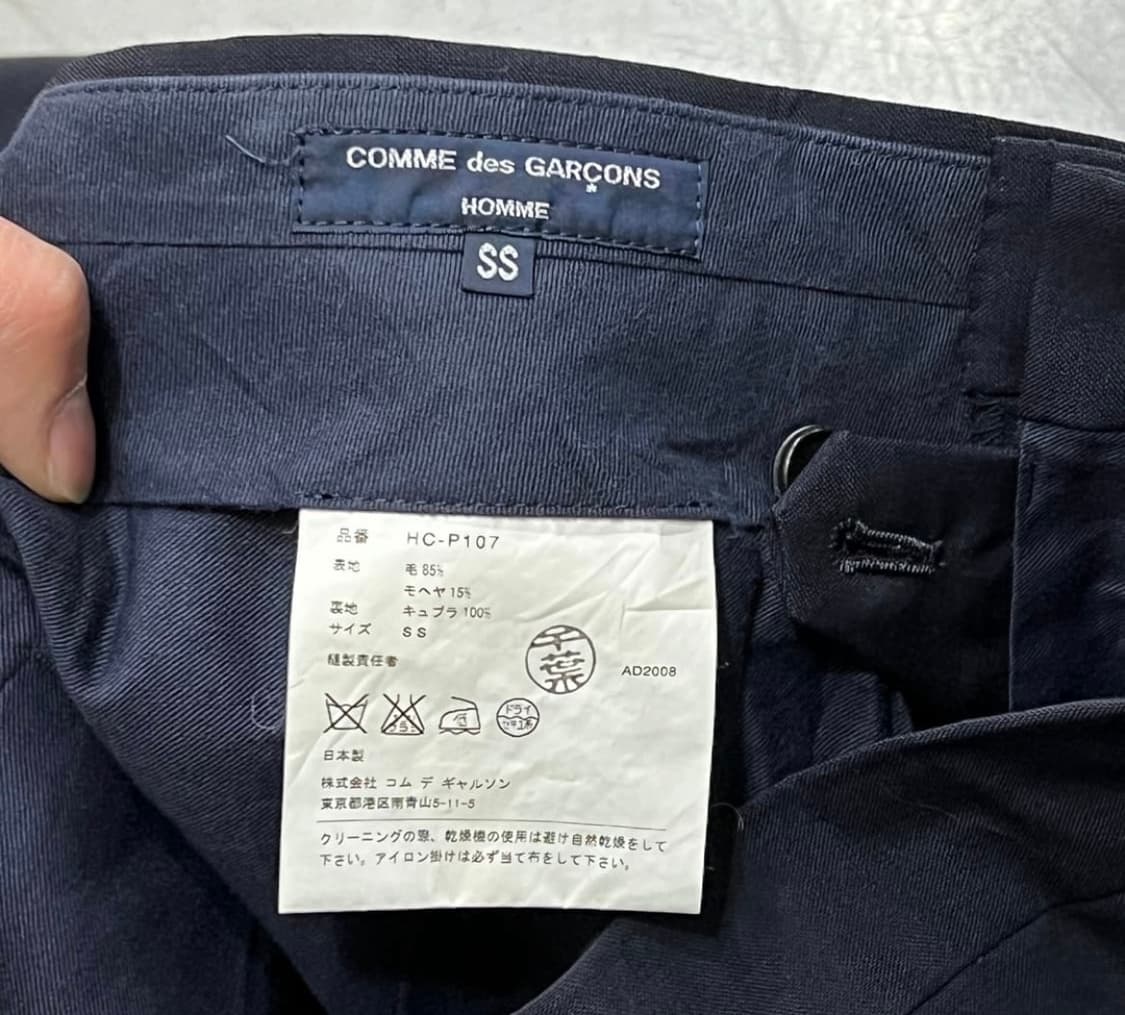 COMME des GARÇONS
HOMME
SS
品番 HC-P107
表地 毛 85%
モヘヤ 15%
裏地 キュプラ 100%
サイズ SS
縫製責任者
千葉
AD2008
中
ドライ
セキユ系
日本製
株式会社 コム デ ギャルソン
東京都港区南青山5-11-5
クリーニングの際、乾燥機の使用は避け自然乾燥をして
下さい。アイロン掛けは必ず当て布をして下さい。